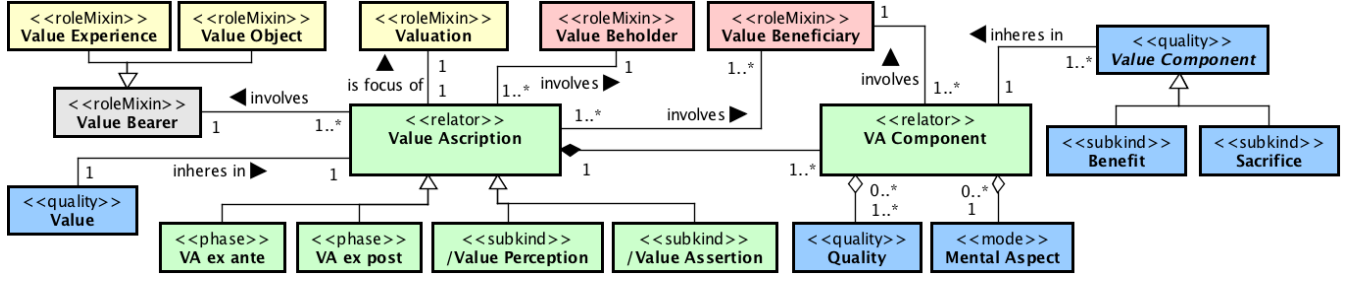 <<roleMixin>>
Value Experience
<<roleMixin>>
Value Object
<<roleMixin>>
Valuation
<<roleMixin>>
Value Beholder
<<roleMixin>>
Value Beneficiary
1
inheres in
<<quality>>
Value Component
1..*
1
is focus of
1
1
1..*
involves
1..*
involves
1..*
1
<<roleMixin>>
Value Bearer
involves
1
1..*
<<relator>>
Value Ascription
1..*
involves
1
<<relator>>
VA Component
<<subkind>>
Benefit
<<subkind>>
Sacrifice
1
inheres in
1
1
1..*
<<quality>>
Value
0..*
1..*
0..*
1
<<phase>>
VA ex ante
<<phase>>
VA ex post
<<subkind>>
/Value Perception
<<subkind>>
/Value Assertion
<<quality>>
Quality
<<mode>>
Mental Aspect